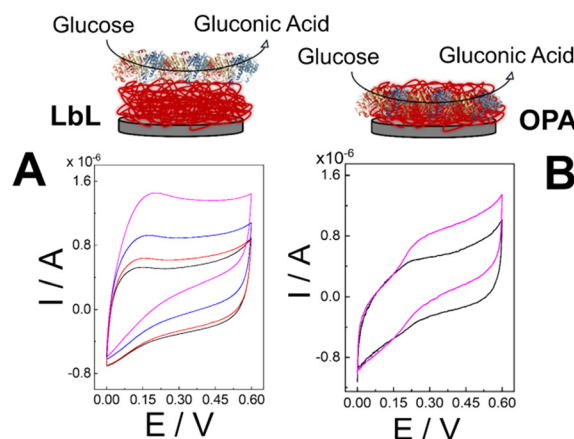 Glucose
Gluconic Acid
LbL
Glucose
Gluconic Acid
OPA
A
x 10⁻⁶
1.6
0.8
0.0
-0.8
I / A
0.00 0.15 0.30 0.45 0.60
E / V
B
x10⁻⁶
1.6
0.8
0.0
-0.8
I / A
0.00 0.15 0.30 0.45 0.60
E / V